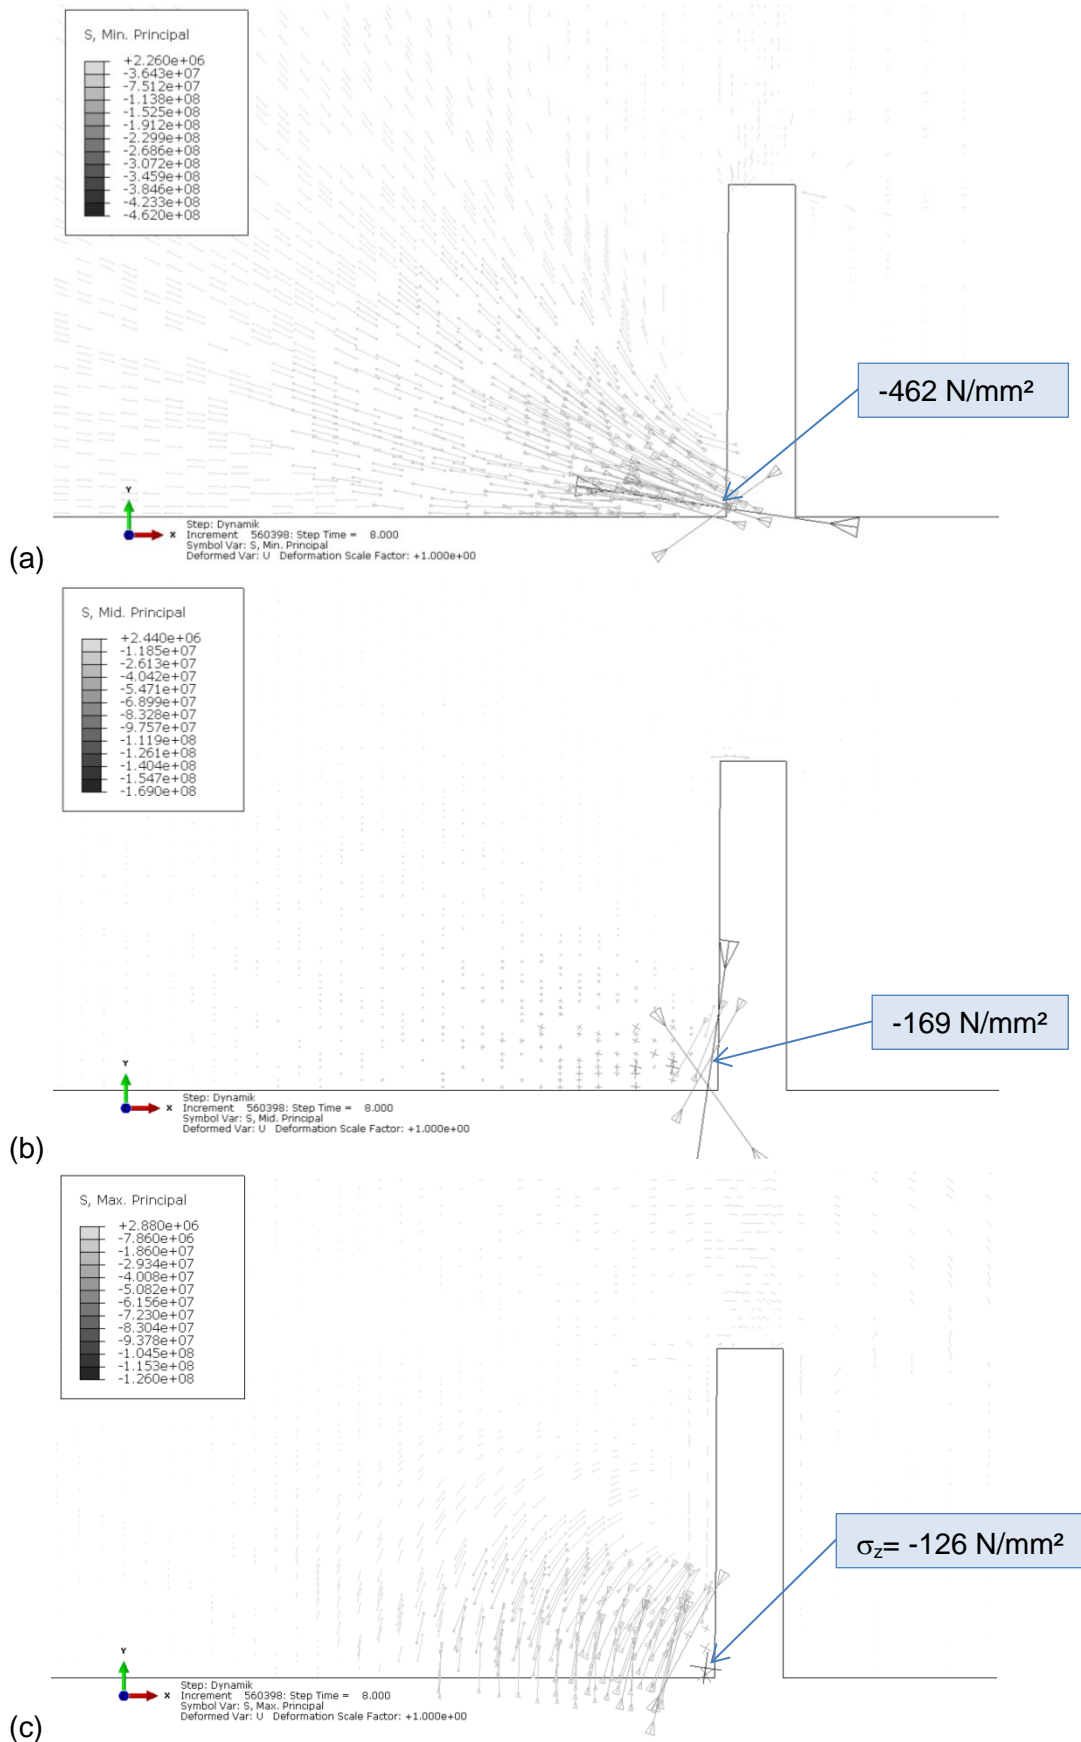 S, Min. Principal
+2.260e+06
-3.643e+07
-7.512e+07
-1.138e+08
-1.525e+08
-1.912e+08
-2.299e+08
-2.686e+08
-3.072e+08
-3.459e+08
-3.846e+08
-4.233e+08
-4.620e+08
-462 N/mm²
Y
X
Step: Dynamik
Increment 560398: Step Time = 8.000
Symbol Var: S, Min. Principal
Deformed Var: U Deformation Scale Factor: +1.000e+00
(a)
S, Mid. Principal
+2.440e+06
-1.185e+07
-2.613e+07
-4.042e+07
-5.471e+07
-6.899e+07
-8.328e+07
-9.757e+07
-1.119e+08
-1.261e+08
-1.404e+08
-1.547e+08
-1.690e+08
-169 N/mm²
Y
X
Step: Dynamik
Increment 560398: Step Time = 8.000
Symbol Var: S, Mid. Principal
Deformed Var: U Deformation Scale Factor: +1.000e+00
(b)
S, Max. Principal
+2.880e+06
-7.860e+06
-1.860e+07
-2.934e+07
-4.008e+07
-5.082e+07
-6.156e+07
-7.230e+07
-8.304e+07
-9.378e+07
-1.045e+08
-1.153e+08
-1.260e+08
σz= -126 N/mm²
Y
X
Step: Dynamik
Increment 560398: Step Time = 8.000
Symbol Var: S, Max. Principal
Deformed Var: U Deformation Scale Factor: +1.000e+00
(c)